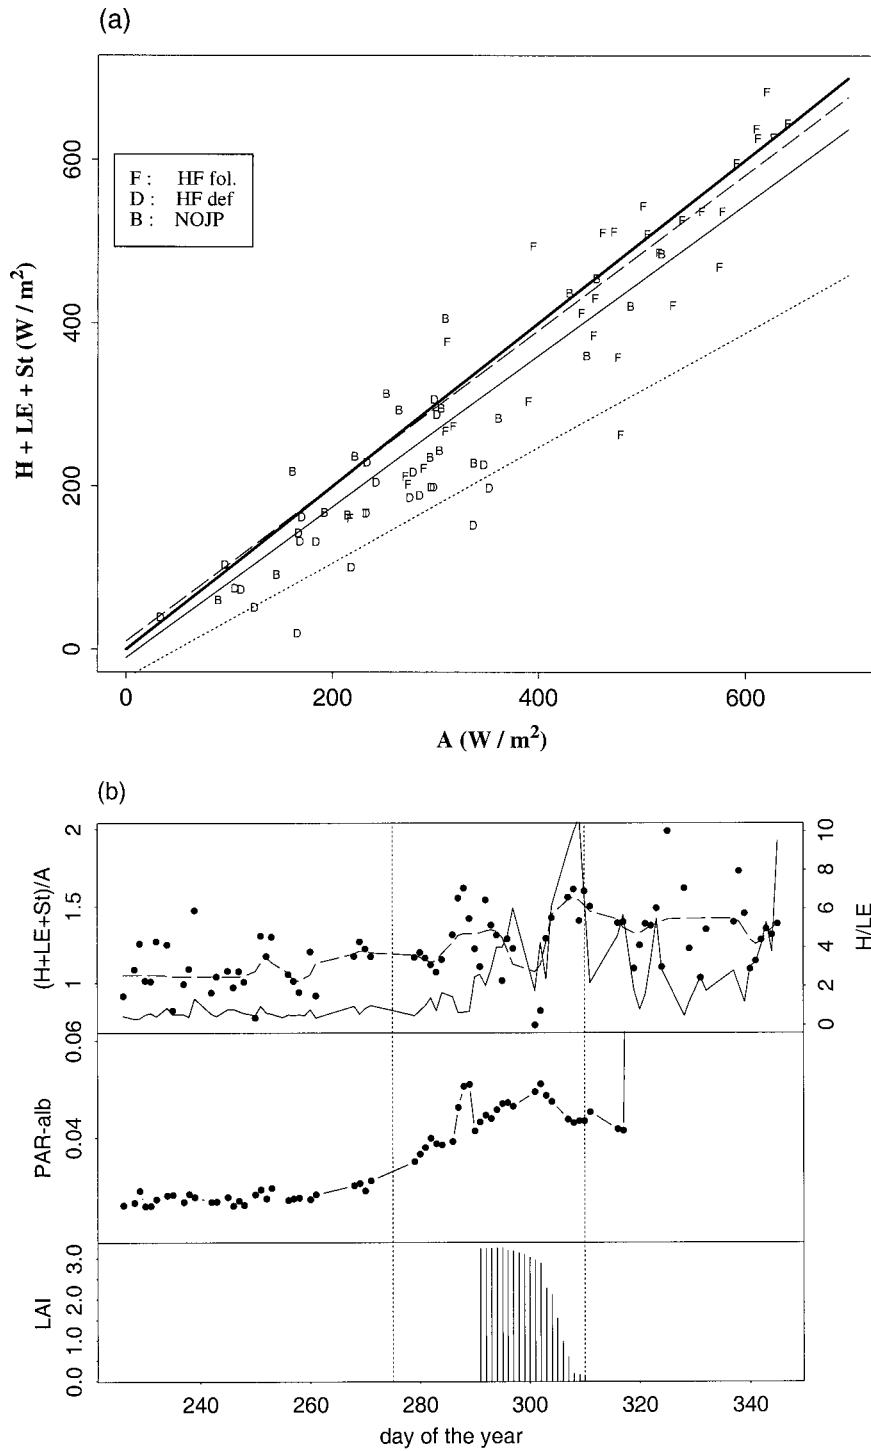 (a)
H + LE + St (W / m²)
600
400
200
0
F : HF fol.
D : HF def
B : NOJP
0 200 400 600
A (W / m²)
(b)
(H+LE+St)/A
2
1.5
1
0.06
H/LE
10
8
6
4
2
0
PAR-alb
0.04
LAI
3.0
2.0
1.0
0.0
240 260 280 300 320 340
day of the year